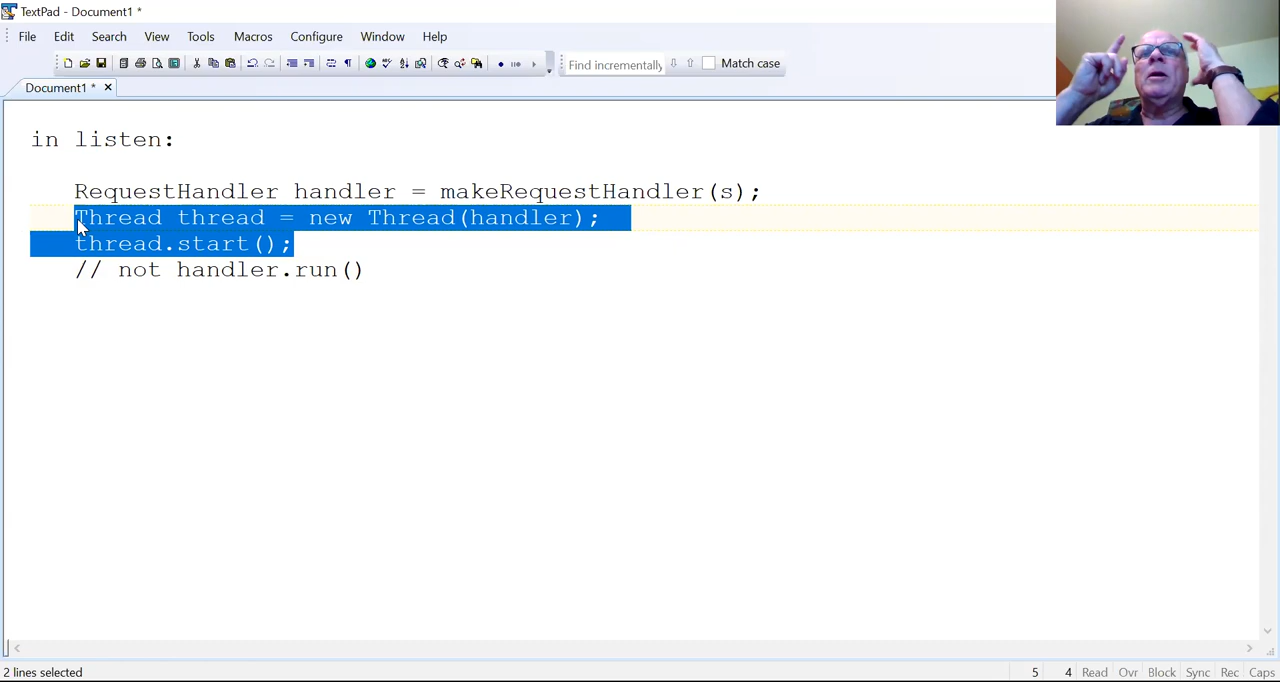 TextPad - Document1 *
File Edit Search View Tools Macros Configure Window Help
Find incrementally Match case
Document1 *
in listen:
RequestHandler handler = makeRequestHandler(s);
Thread thread = new Thread(handler);
thread.start();
// not handler.run()
2 lines selected 5 4 Read Ovr Block Sync Rec Caps